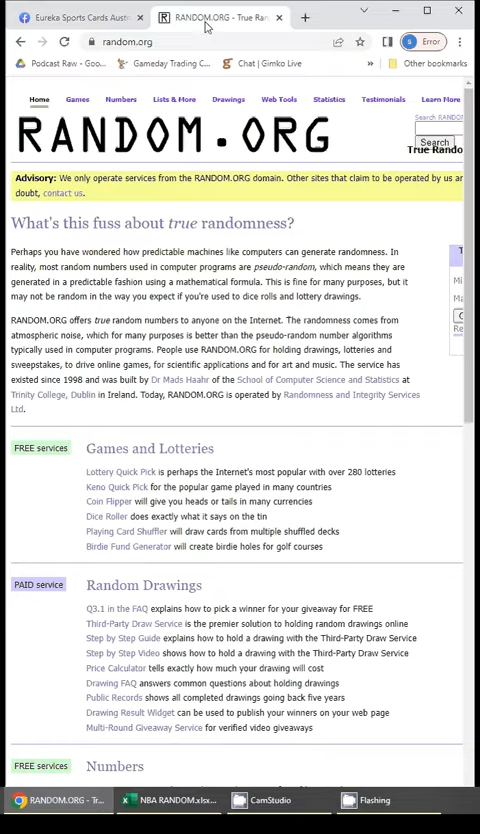 Eureka Sports Cards Austr
RANDOM.ORG - True Ran
random.org
Error
Podcast Raw - Goo...
Gameday Trading C...
Chat | Gimko Live
»
Other bookmarks
Home
Games
Numbers
Lists & More
Drawings
Web Tools
Statistics
Testimonials
Learn More
Search RANDO
RANDOM.ORG
Search
True Rando
Advisory: We only operate services from the RANDOM.ORG domain. Other sites that claim to be operated by us ar
doubt, contact us.
What's this fuss about true randomness?
Perhaps you have wondered how predictable machines like computers can generate randomness. In
reality, most random numbers used in computer programs are pseudo-random, which means they are
generated in a predictable fashion using a mathematical formula. This is fine for many purposes, but it
may not be random in the way you expect if you're used to dice rolls and lottery drawings.
RANDOM.ORG offers true random numbers to anyone on the Internet. The randomness comes from
atmospheric noise, which for many purposes is better than the pseudo-random number algorithms
typically used in computer programs. People use RANDOM.ORG for holding drawings, lotteries and
sweepstakes, to drive online games, for scientific applications and for art and music. The service has
existed since 1998 and was built by Dr Mads Haahr of the School of Computer Science and Statistics at
Trinity College, Dublin in Ireland. Today, RANDOM.ORG is operated by Randomness and Integrity Services
Ltd.
FREE services
Games and Lotteries
Lottery Quick Pick is perhaps the Internet's most popular with over 280 lotteries
Keno Quick Pick for the popular game played in many countries
Coin Flipper will give you heads or tails in many currencies
Dice Roller does exactly what it says on the tin
Playing Card Shuffler will draw cards from multiple shuffled decks
Birdie Fund Generator will create birdie holes for golf courses
PAID service
Random Drawings
Q3.1 in the FAQ explains how to pick a winner for your giveaway for FREE
Third-Party Draw Service is the premier solution to holding random drawings online
Step by Step Guide explains how to hold a drawing with the Third-Party Draw Service
Step by Step Video shows how to hold a drawing with the Third-Party Draw Service
Price Calculator tells exactly how much your drawing will cost
Drawing FAQ answers common questions about holding drawings
Public Records shows all completed drawings going back five years
Drawing Result Widget can be used to publish your winners on your web page
Multi-Round Giveaway Service for verified video giveaways
FREE services
Numbers
RANDOM.ORG - Tr...
NBA RANDOM.xlsx...
CamStudio
Flashing